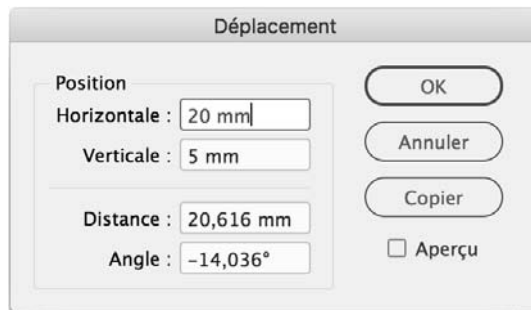 Déplacement
Position
Horizontale : 20 mm
Verticale : 5 mm
Distance : 20,616 mm
Angle : −14,036°
OK
Annuler
Copier
Aperçu